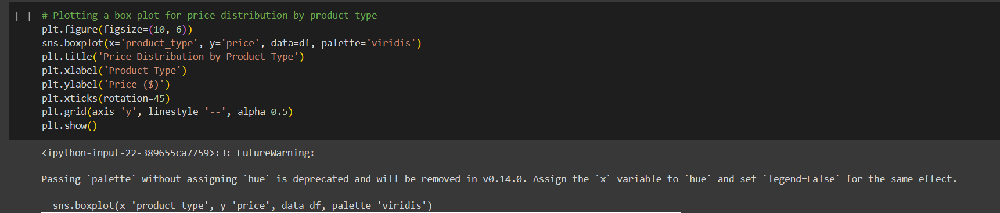 [ ] # Plotting a box plot for price distribution by product type
plt.figure(figsize=(10, 6))
sns.boxplot(x='product_type', y='price', data=df, palette='viridis')
plt.title('Price Distribution by Product Type')
plt.xlabel('Product Type')
plt.ylabel('Price ($)')
plt.xticks(rotation=45)
plt.grid(axis='y', linestyle='--', alpha=0.5)
plt.show()
<ipython-input-22-389655ca7759>:3: FutureWarning:
Passing `palette` without assigning `hue` is deprecated and will be removed in v0.14.0. Assign the `x` variable to `hue` and set `legend=False` for the same effect.
sns.boxplot(x='product_type', y='price', data=df, palette='viridis')